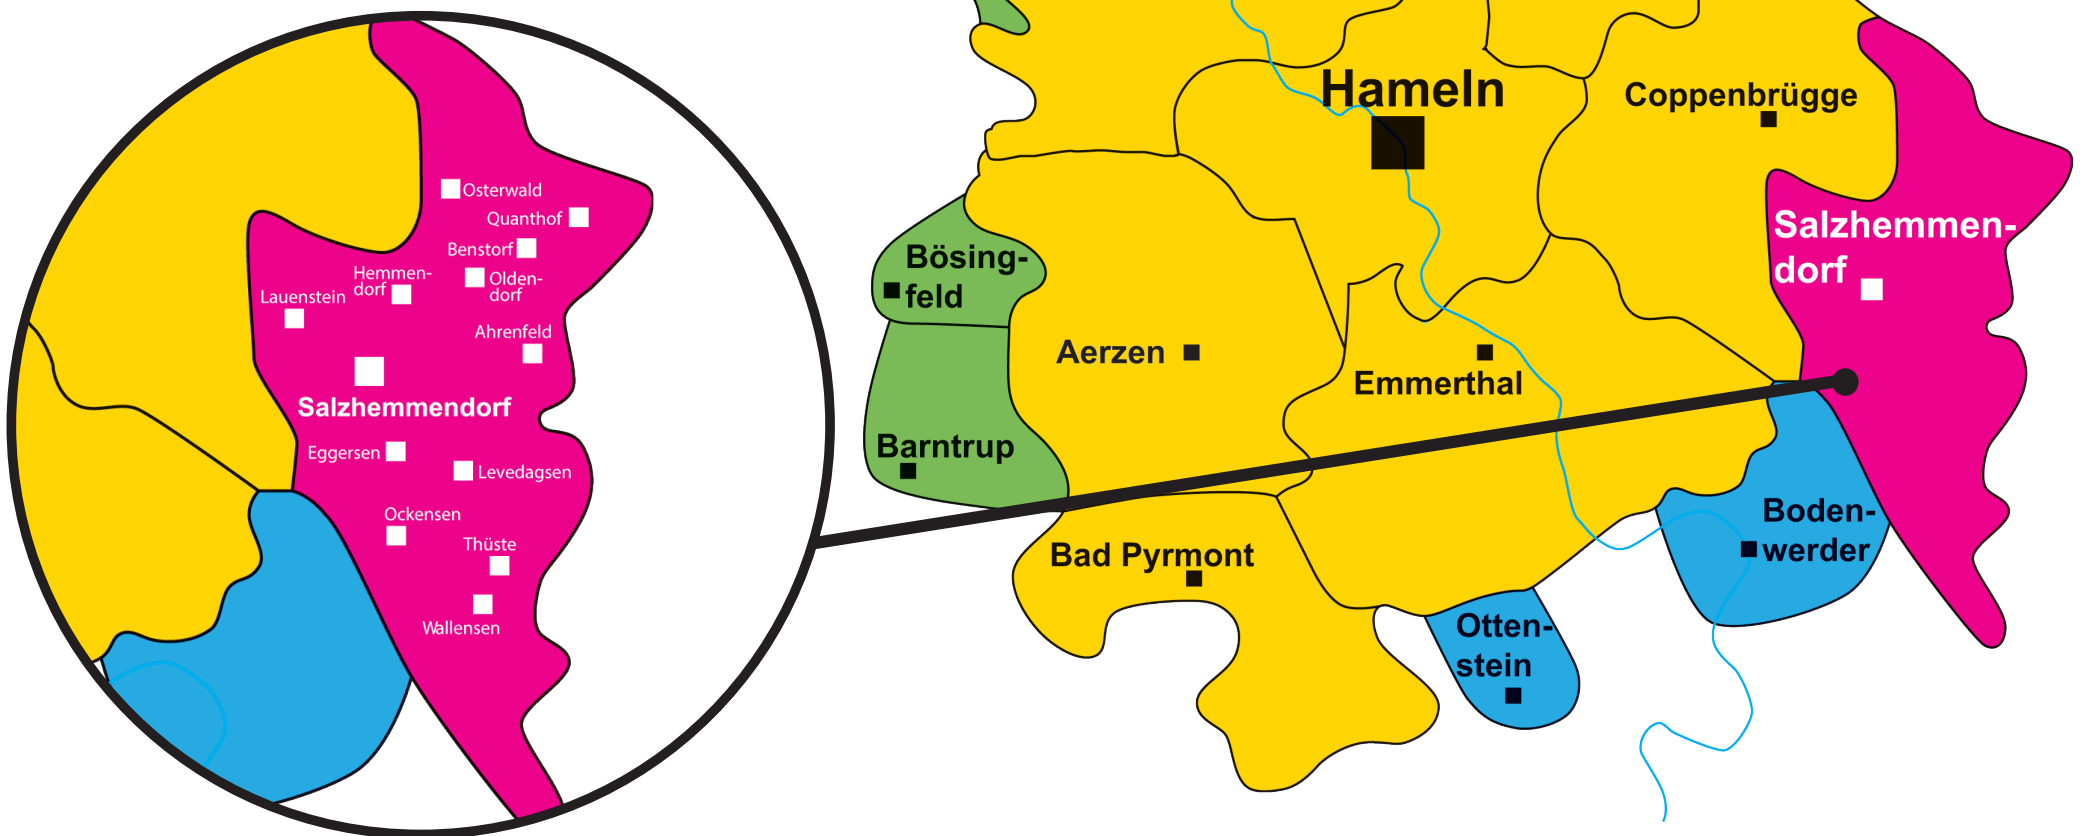 Osterwald
Quanthof
Benstorf
Hemmen-
dorf
Olden-
dorf
Lauenstein
Ahrenfeld
Salzhemmendorf
Eggersen
Levedagsen
Ockensen
Thüste
Wallensen
Hameln
Coppenbrügge
Salzhemmen-
dorf
Bösing-
feld
Aerzen
Emmerthal
Barntrup
Bad Pyrmont
Boden-
werder
Otten-
stein